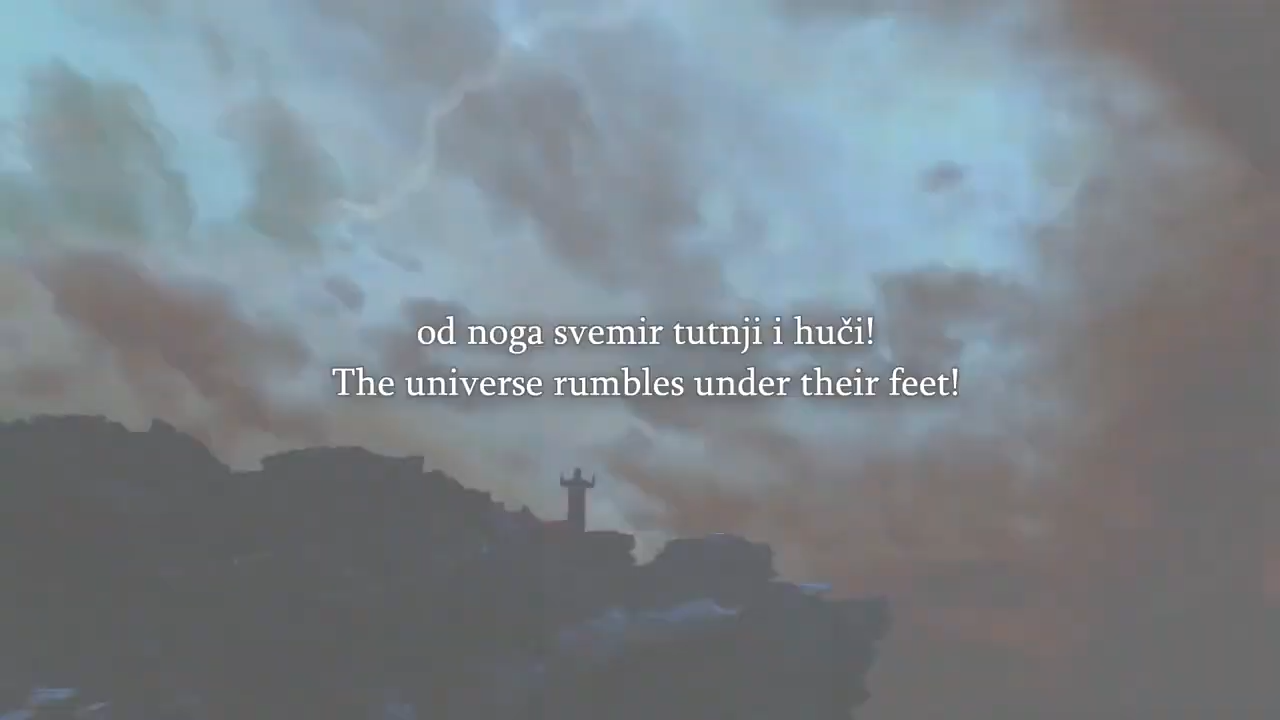 od noga svemir tutnji i huči!
The universe rumbles under their feet!